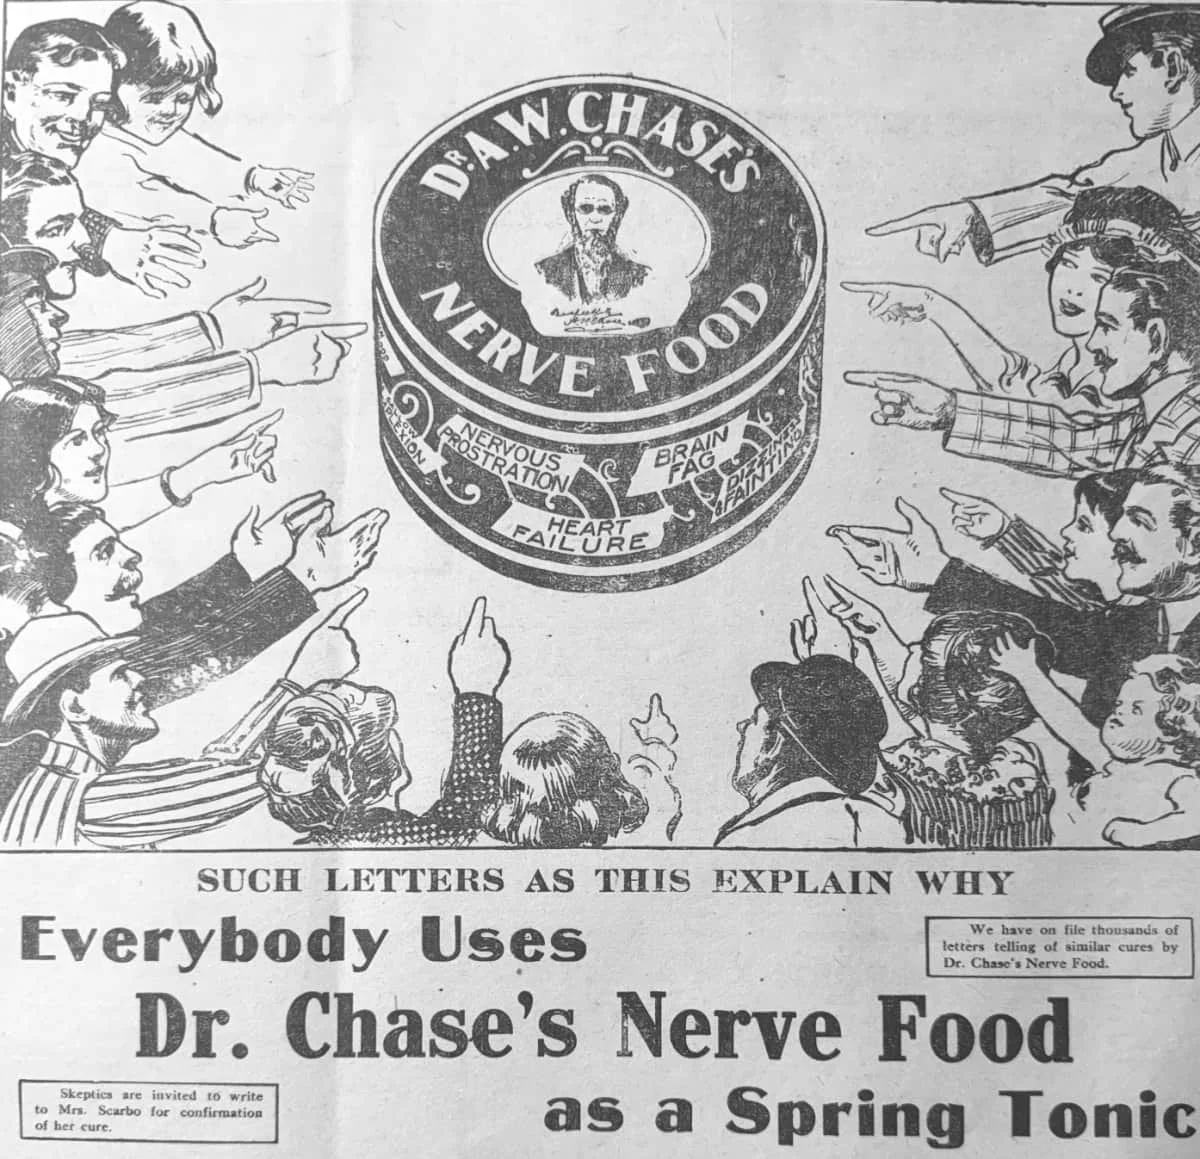 DR. A.W. CHASE'S
NERVE FOOD
NERVOUS
PROSTRATION
BRAIN
FAG
DIZZINESS
& FAINTING
HEART
FAILURE
SUCH LETTERS AS THIS EXPLAIN WHY
Everybody Uses
We have on file thousands of
letters telling of similar cures by
Dr. Chase's Nerve Food.
Dr. Chase's Nerve Food
Skeptics are invited to write
to Mrs. Scarbo for confirmation
of her cure.
as a Spring Tonic